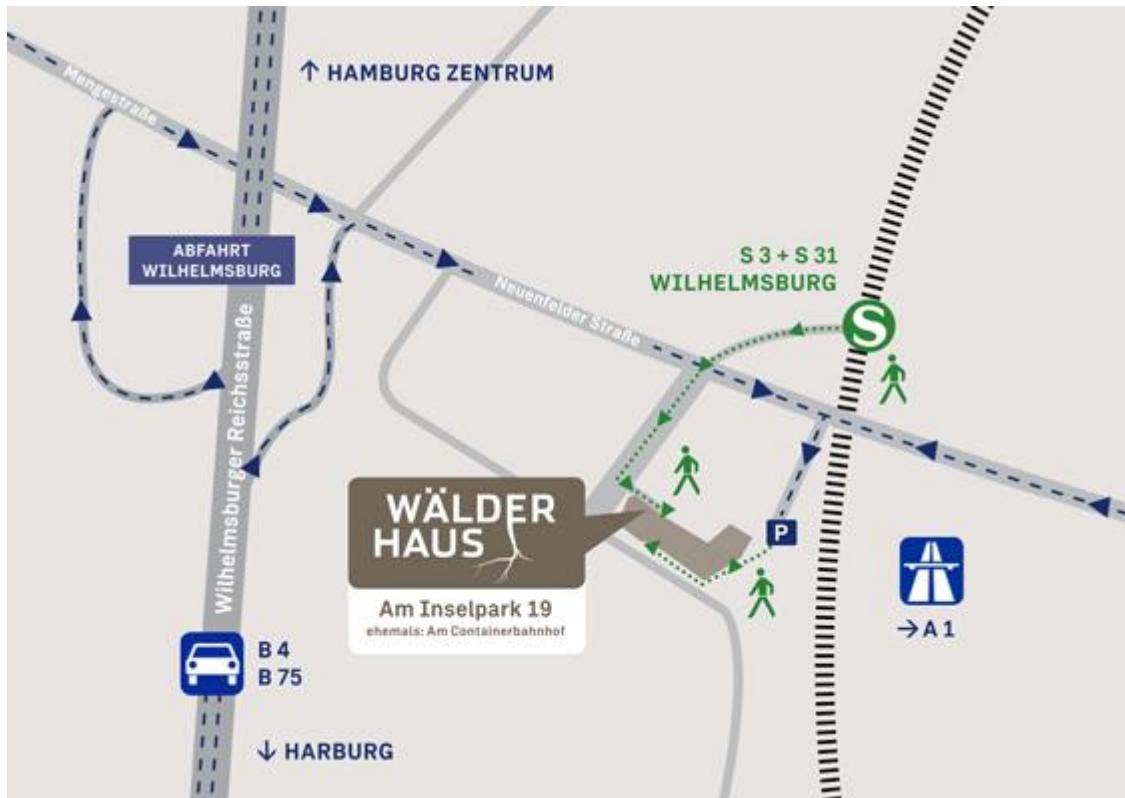 ↑ HAMBURG ZENTRUM
Mengestraße
ABFAHRT
WILHELMSBURG
S 3 + S 31
WILHELMSBURG
S
Neuenfelder Straße
Wilhelmsburger Reichsstraße
WÄLDER
HAUS
P
Am Inselpark 19
ehemals: Am Containerbahnhof
→ A 1
B 4
B 75
↓ HARBURG